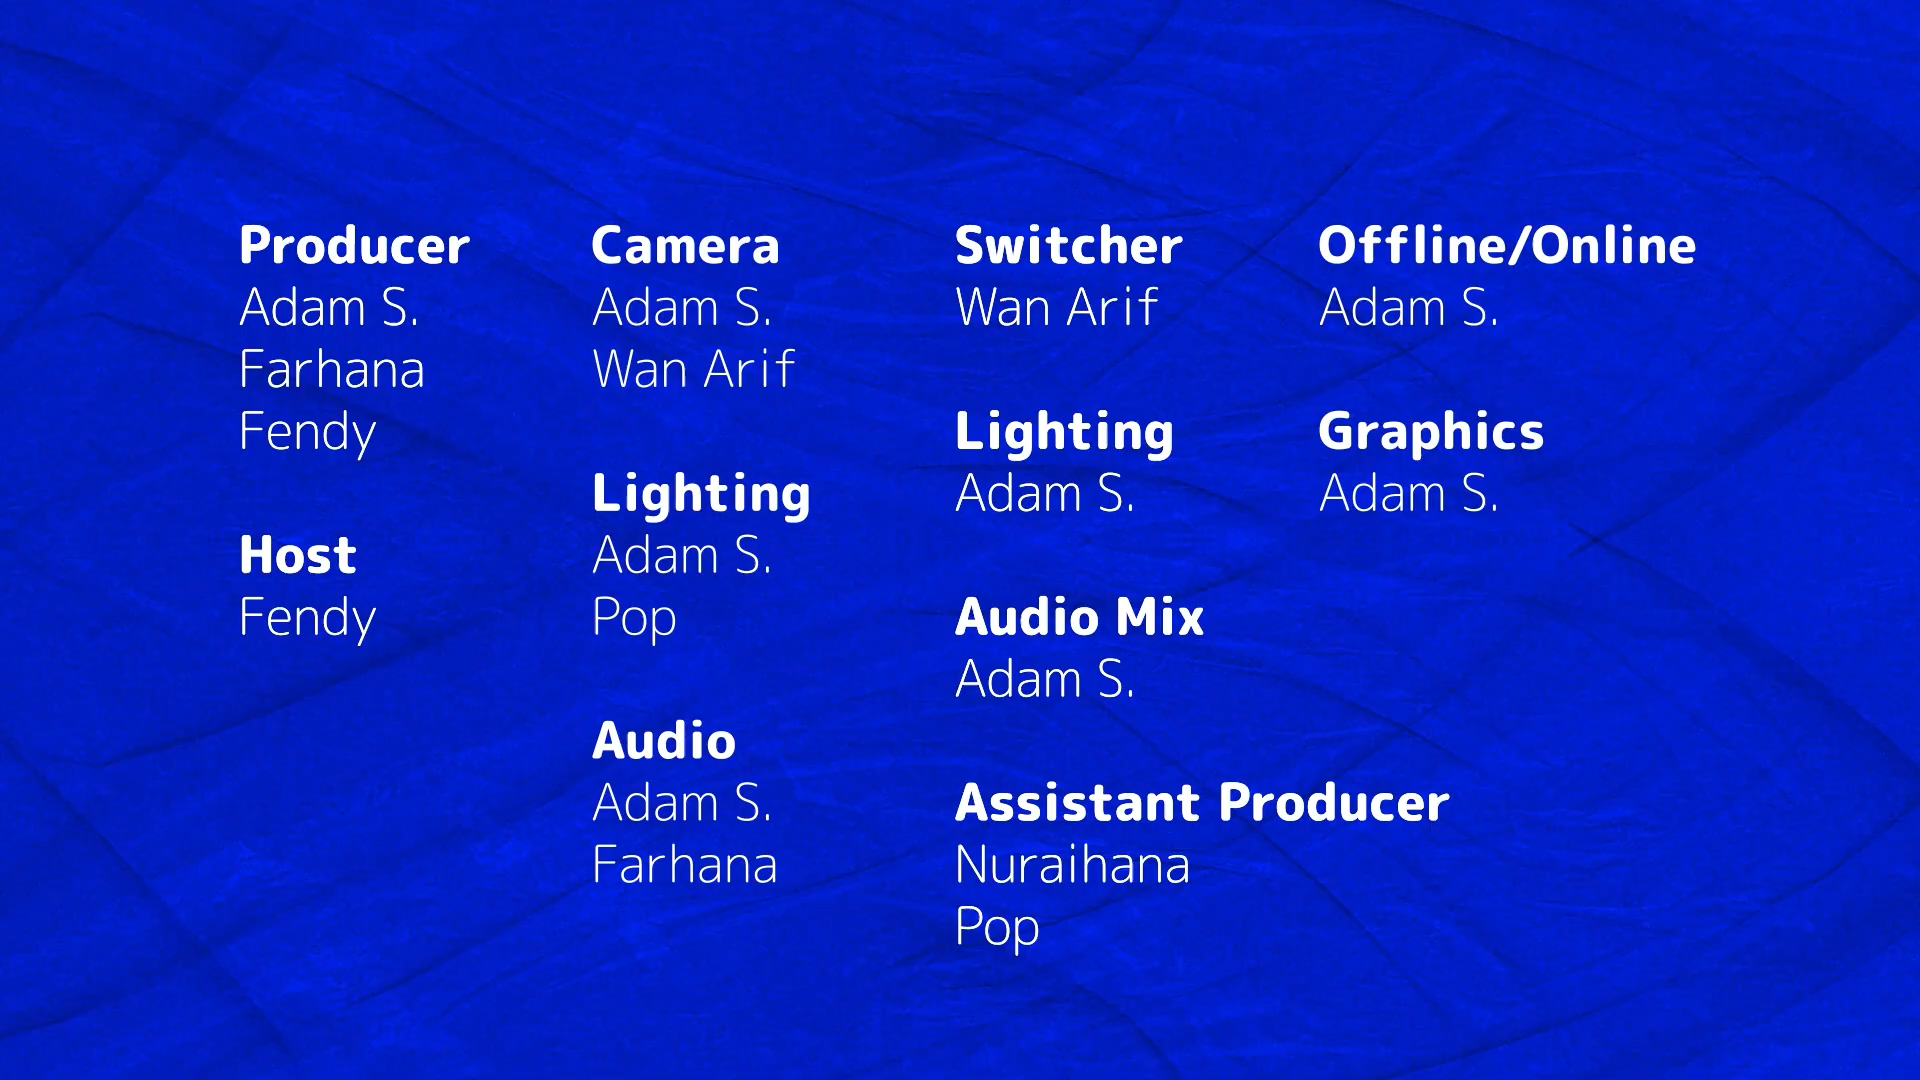 Producer
Adam S.
Farhana
Fendy
Host
Fendy
Camera
Adam S.
Wan Arif
Lighting
Adam S.
Pop
Audio
Adam S.
Farhana
Switcher
Wan Arif
Lighting
Adam S.
Audio Mix
Adam S.
Assistant Producer
Nuraihana
Pop
Offline/Online
Adam S.
Graphics
Adam S.